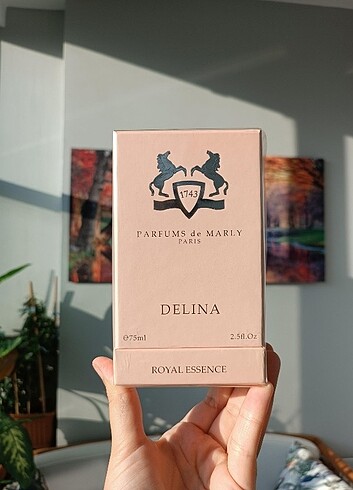 1743
PARFUMS de MARLY
PARIS
DELINA
℮75ml 2.5fl.Oz
ROYAL ESSENCE